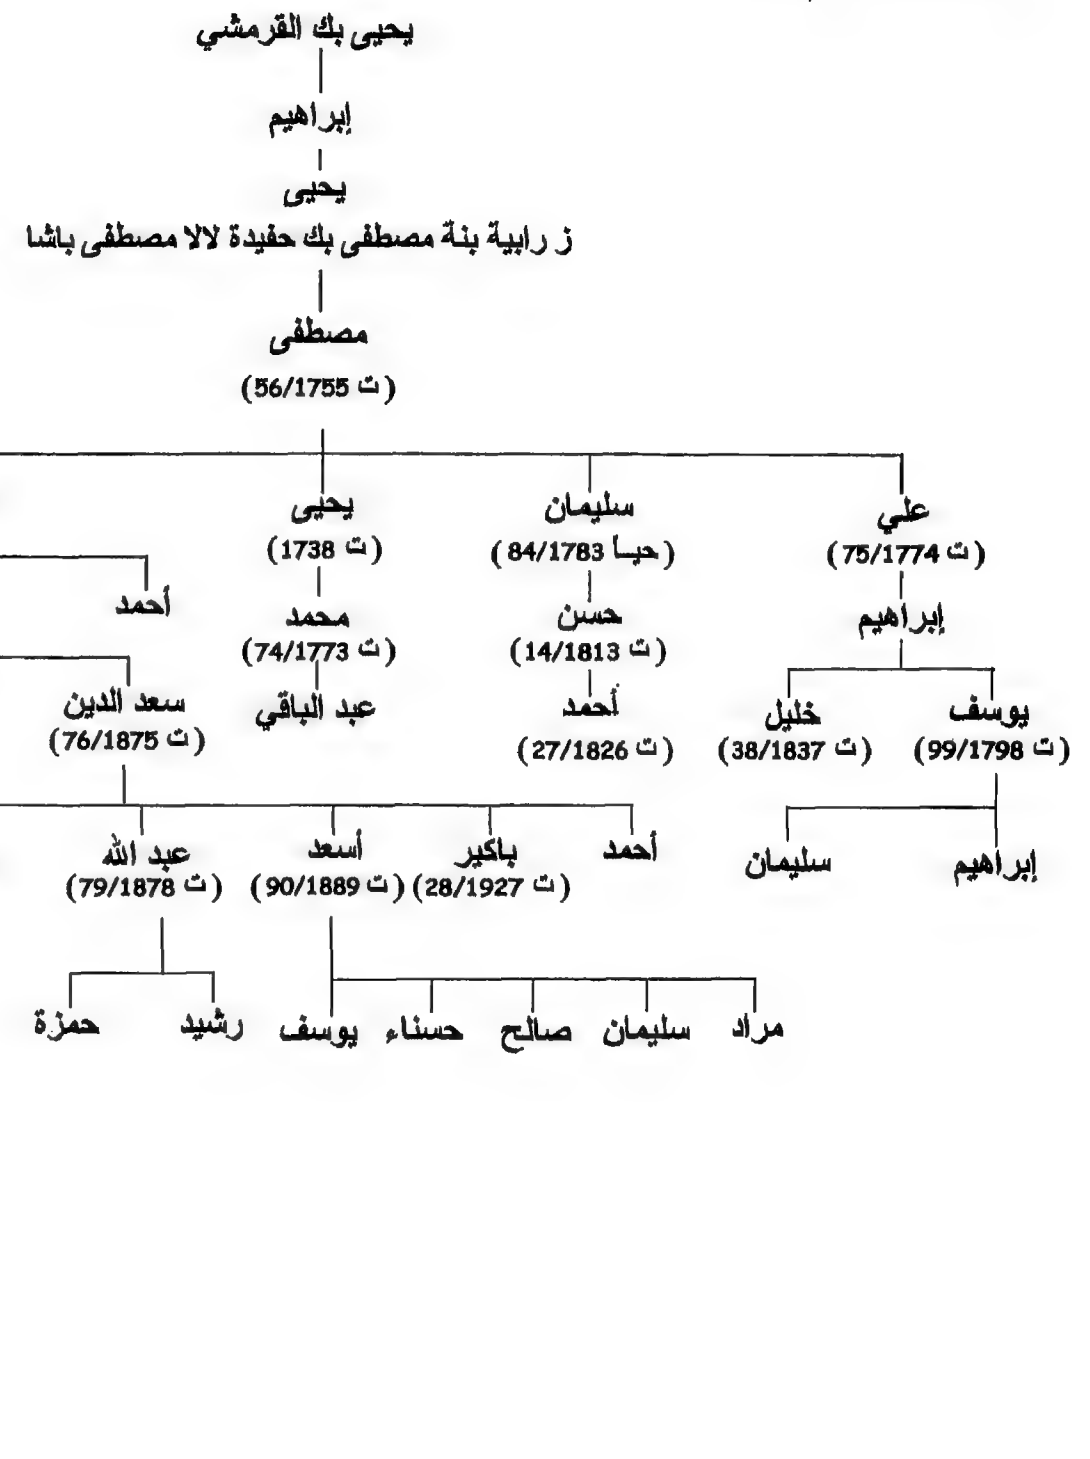 يحيى بك القرمشي
إبراهيم
يحيى
ز رابية بنة مصطفى بك حفيدة لالا مصطفى باشا
مصطفى
(ت 56/1755)
علي
سليمان
يحيى
(ت 75/1774)
(حيا 84/1783)
(ت 1738)
أحمد
إبراهيم
حسن
محمد
(ت 14/1813)
(ت 74/1773)
يوسف
خليل
أحمد
عبد الباقي
سعد الدين
(ت 99/1798)
(ت 38/1837)
(ت 27/1826)
(ت 76/1875)
إبراهيم
سليمان
أحمد
باكير
أسعد
عبد الله
(ت 28/1927)
(ت 90/1889)
(ت 79/1878)
مراد
سليمان
صالح
حسناء
يوسف
رشيد
حمزة